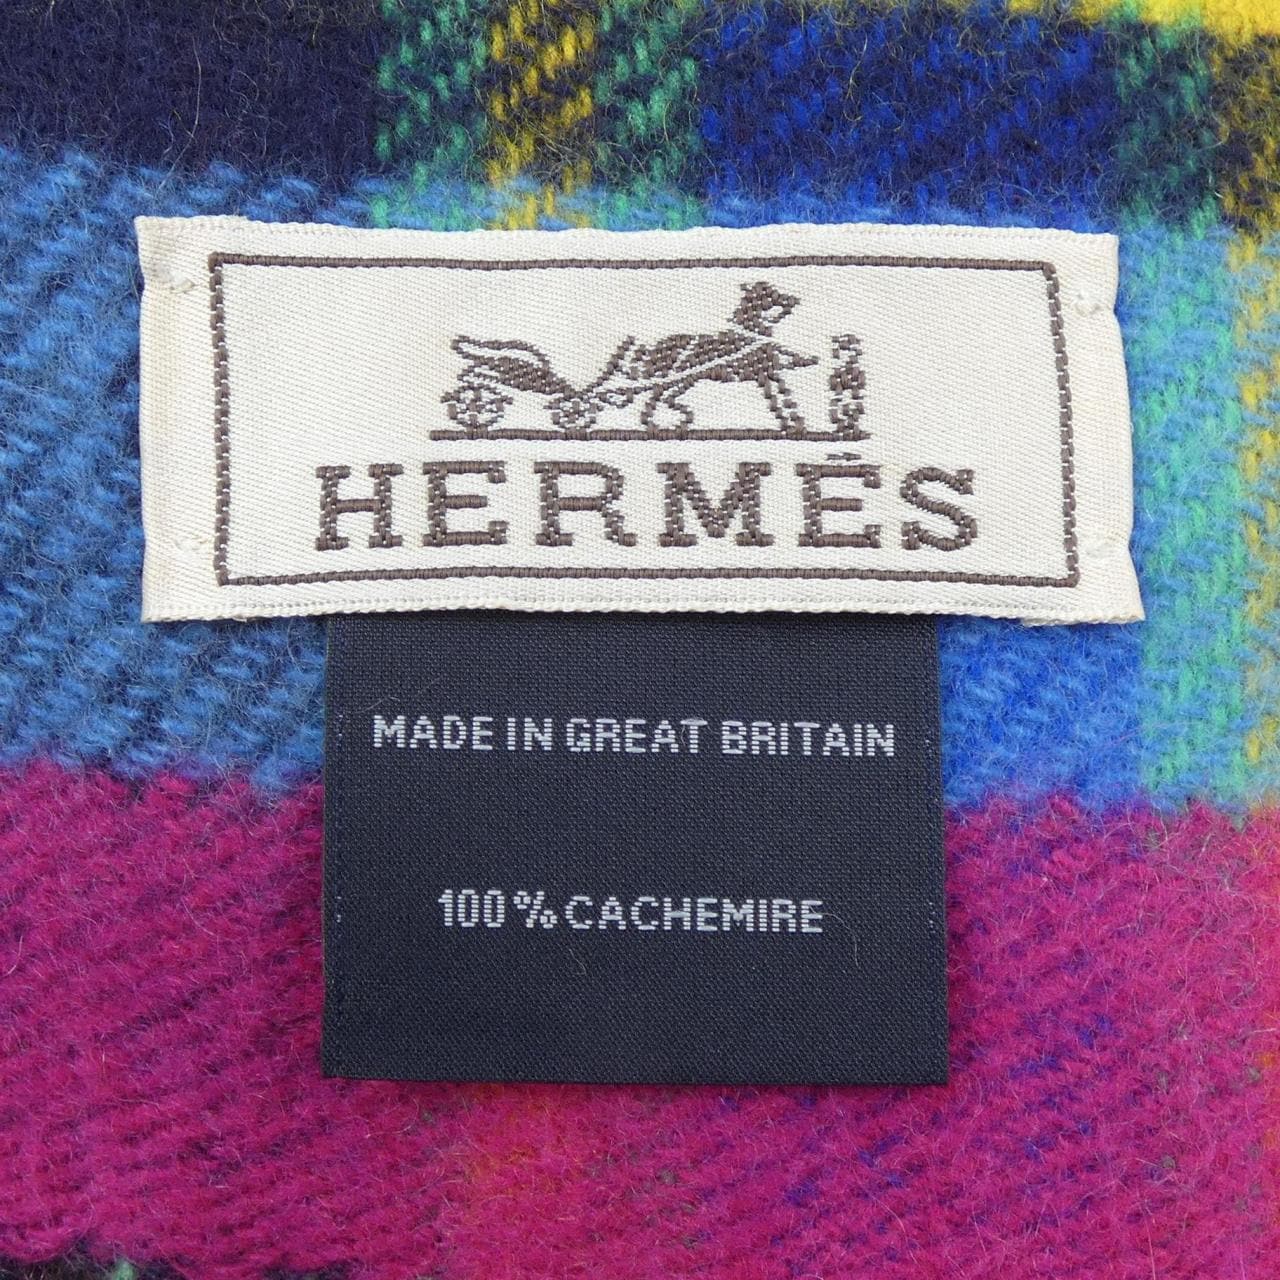 HERMÈS
MADE IN GREAT BRITAIN
100% CACHEMIRE